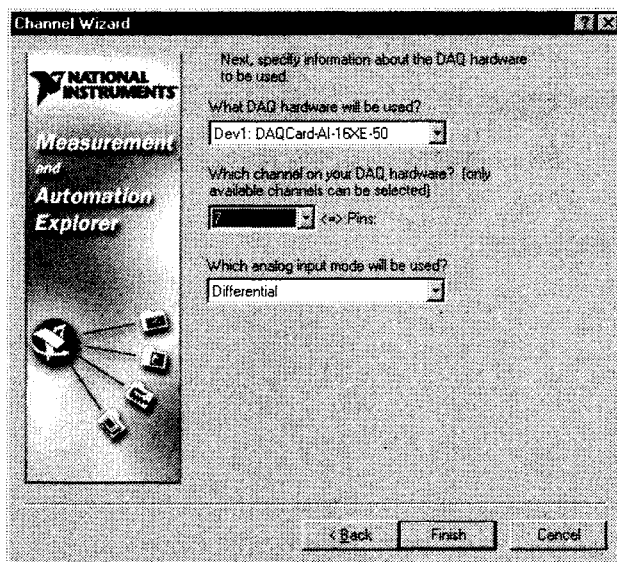 Channel Wizard
NATIONAL
INSTRUMENTS
Measurement
and
Automation
Explorer
Next, specify information about the DAQ hardware
to be used.
What DAQ hardware will be used?
Dev1: DAQCard-AI-16XE-50
Which channel on your DAQ hardware? (only
available channels can be selected)
7 <=> Pins:
Which analog input mode will be used?
Differential
< Back Finish Cancel